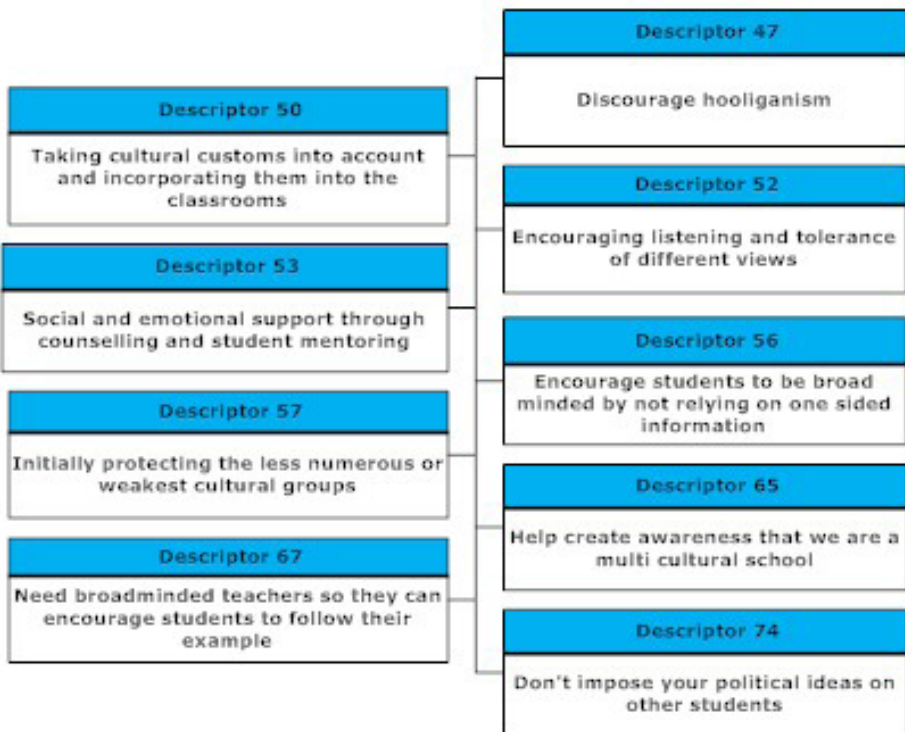 Descriptor 50
Taking cultural customs into account
and incorporating them into the
classrooms
Descriptor 53
Social and emotional support through
counselling and student mentoring
Descriptor 57
Initially protecting the less numerous or
weakest cultural groups
Descriptor 67
Need broadminded teachers so they can
encourage students to follow their
example
Descriptor 47
Discourage hooliganism
Descriptor 52
Encouraging listening and tolerance
of different views
Descriptor 56
Encourage students to be broad
minded by not relying on one sided
information
Descriptor 65
Help create awareness that we are a
multi cultural school
Descriptor 74
Don't impose your political ideas on
other students